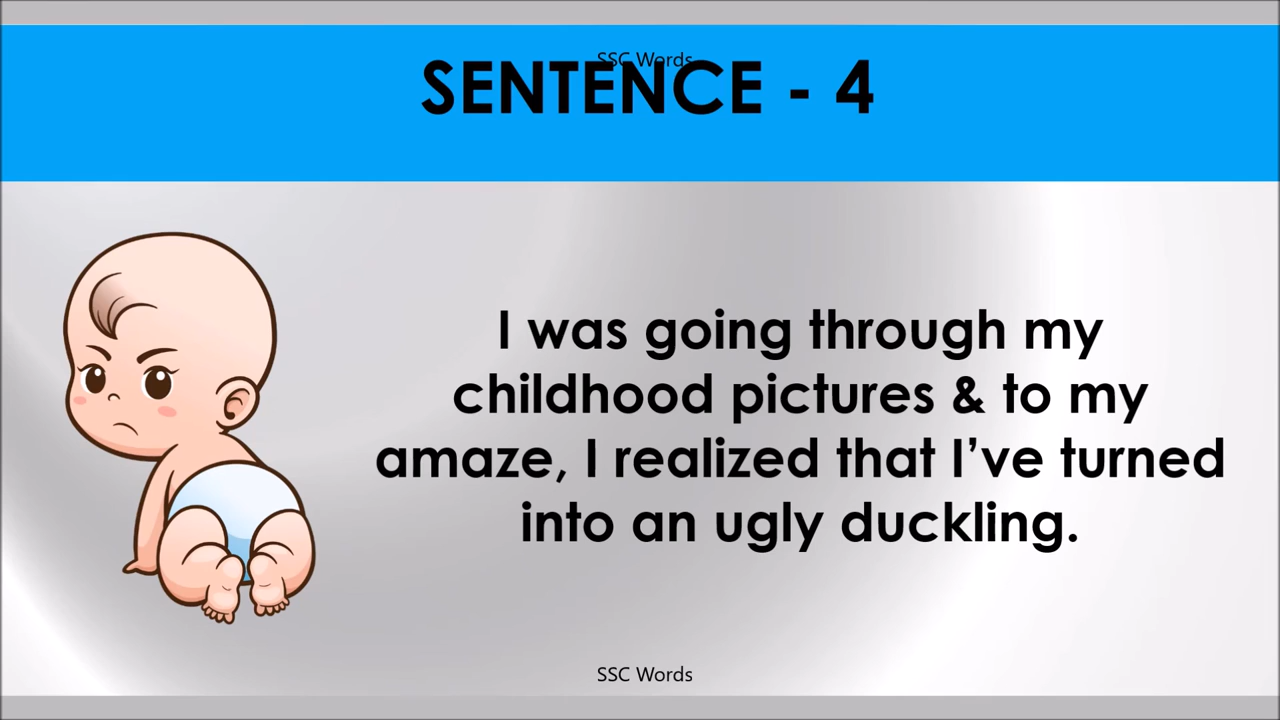 SSC Words
SENTENCE - 4
I was going through my
childhood pictures & to my
amaze, I realized that I’ve turned
into an ugly duckling.
SSC Words